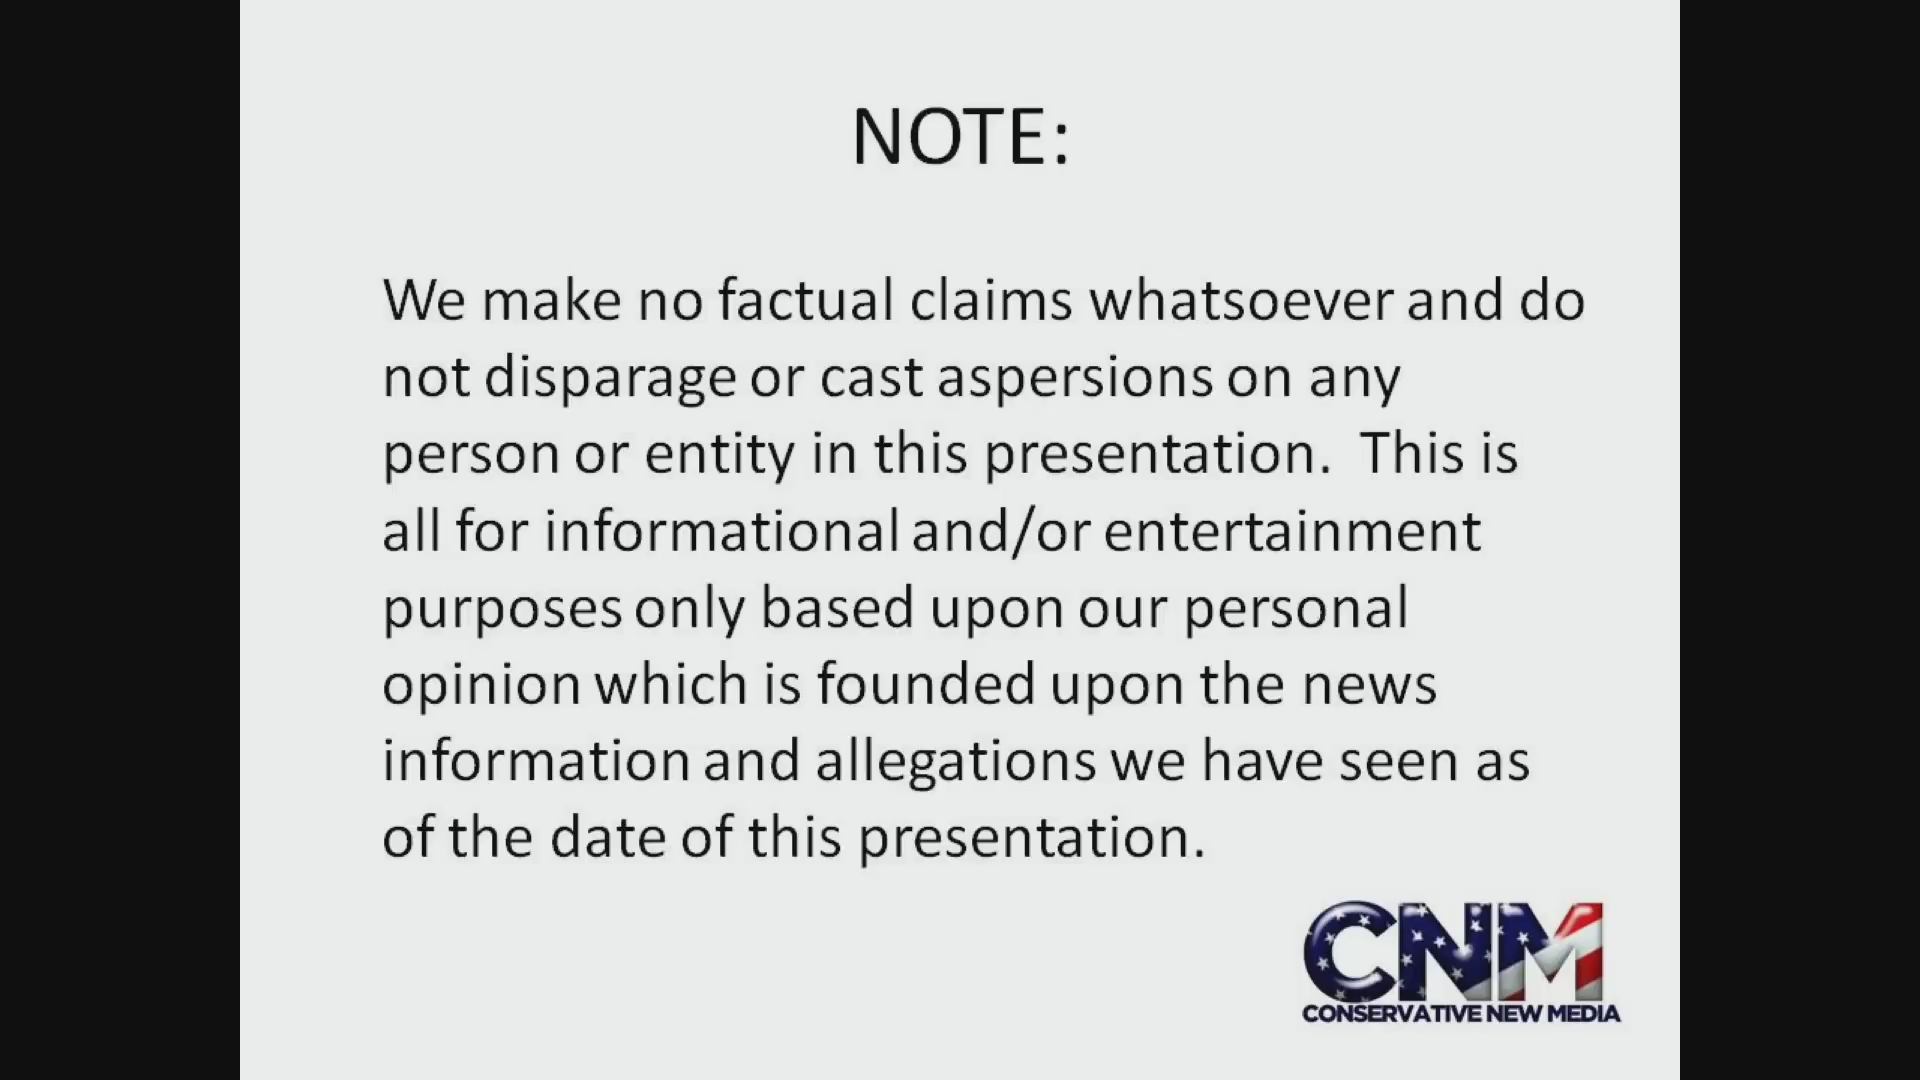 NOTE:
We make no factual claims whatsoever and do
not disparage or cast aspersions on any
person or entity in this presentation.  This is
all for informational and/or entertainment
purposes only based upon our personal
opinion which is founded upon the news
information and allegations we have seen as
of the date of this presentation.
CNM
CONSERVATIVE NEW MEDIA